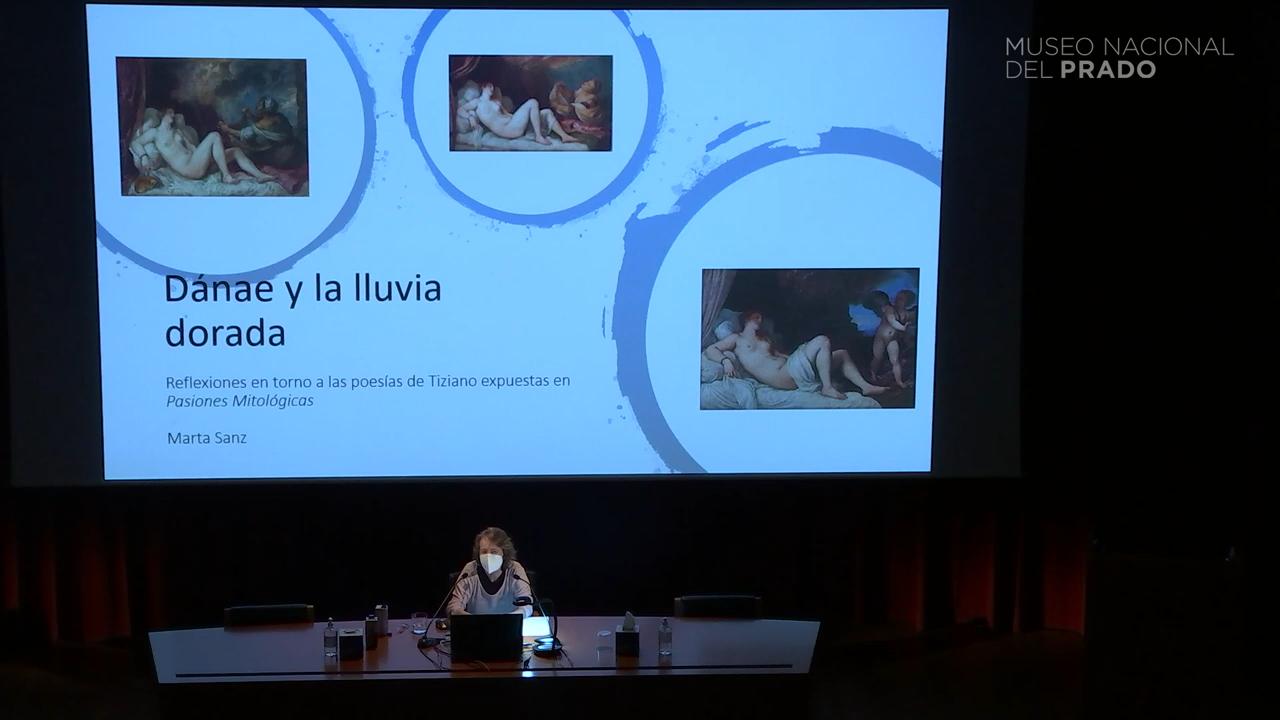 MUSEO NACIONAL
DEL PRADO
Dánae y la lluvia
dorada
Reflexiones en torno a las poesías de Tiziano expuestas en
Pasiones Mitológicas
Marta Sanz